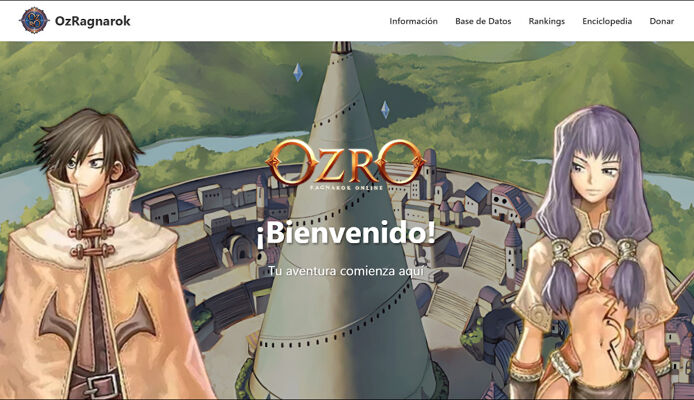 OzRagnarok
Información Base de Datos Rankings Enciclopedia Donar
OZRO
RAGNAROK ONLINE
¡Bienvenido!
Tu aventura comienza aquí